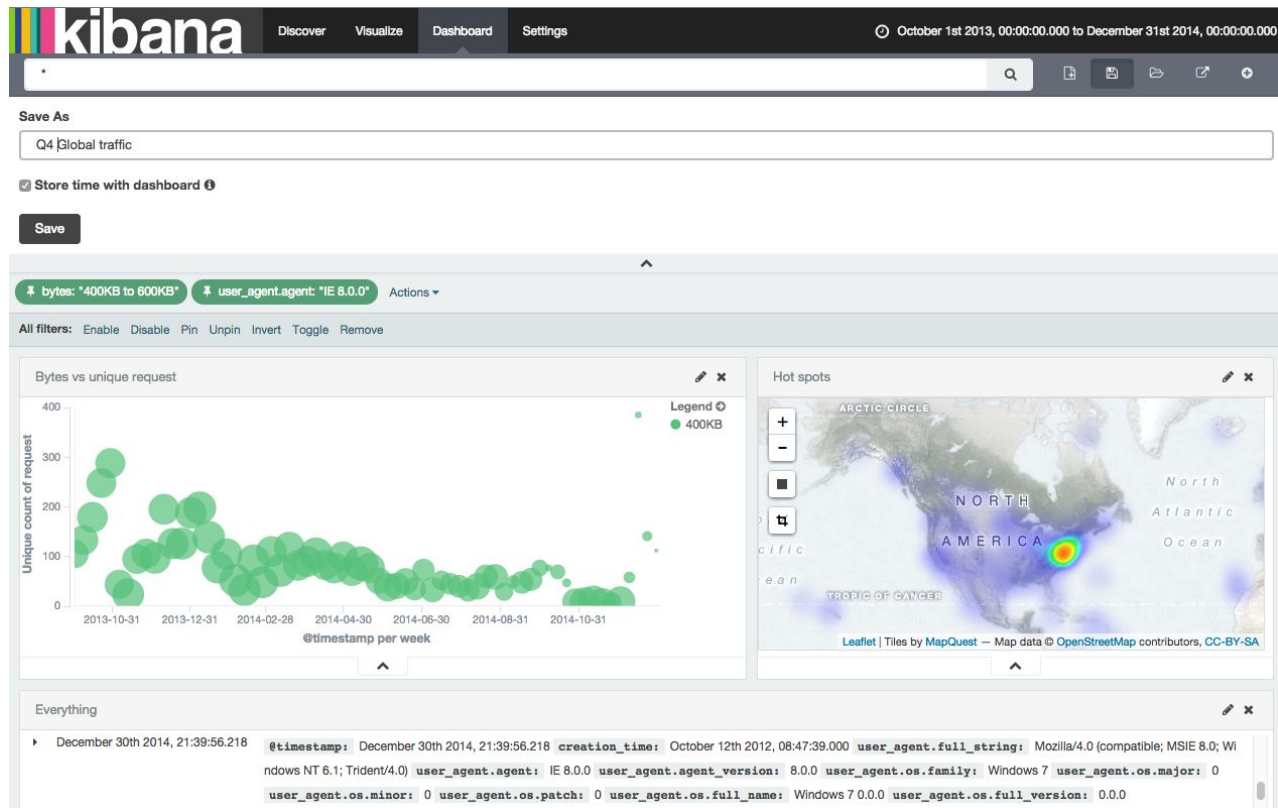 kibana Discover Visualize Dashboard Settings October 1st 2013, 00:00:00.000 to December 31st 2014, 00:00:00.000
*
Save As
Q4 Global traffic
Store time with dashboard
Save
bytes: "400KB to 600KB" user_agent.agent: "IE 8.0.0" Actions
All filters: Enable Disable Pin Unpin Invert Toggle Remove
Bytes vs unique request
Legend
400KB
400
300
200
100
0
Unique count of request
2013-10-31 2013-12-31 2014-02-28 2014-04-30 2014-06-30 2014-08-31 2014-10-31
@timestamp per week
Hot spots
+
−
ARCTIC CIRCLE
NORTH
AMERICA
North
Atlantic
Ocean
cific
ean
TROPIC OF CANCER
Leaflet | Tiles by MapQuest — Map data © OpenStreetMap contributors, CC-BY-SA
Everything
December 30th 2014, 21:39:56.218 @timestamp: December 30th 2014, 21:39:56.218 creation_time: October 12th 2012, 08:47:39.000 user_agent.full_string: Mozilla/4.0 (compatible; MSIE 8.0; Wi
ndows NT 6.1; Trident/4.0) user_agent.agent: IE 8.0.0 user_agent.agent_version: 8.0.0 user_agent.os.family: Windows 7 user_agent.os.major: 0
user_agent.os.minor: 0 user_agent.os.patch: 0 user_agent.os.full_name: Windows 7 0.0.0 user_agent.os.full_version: 0.0.0